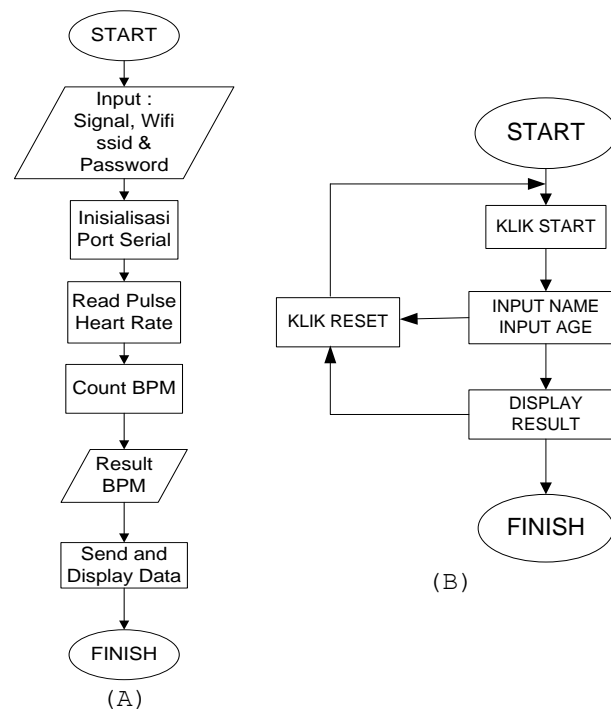 START
Input :
Signal, Wifi
ssid &
Password
Inisialisasi
Port Serial
Read Pulse
Heart Rate
Count BPM
Result
BPM
Send and
Display Data
FINISH
(A)
START
KLIK START
INPUT NAME
INPUT AGE
KLIK RESET
DISPLAY
RESULT
FINISH
(B)